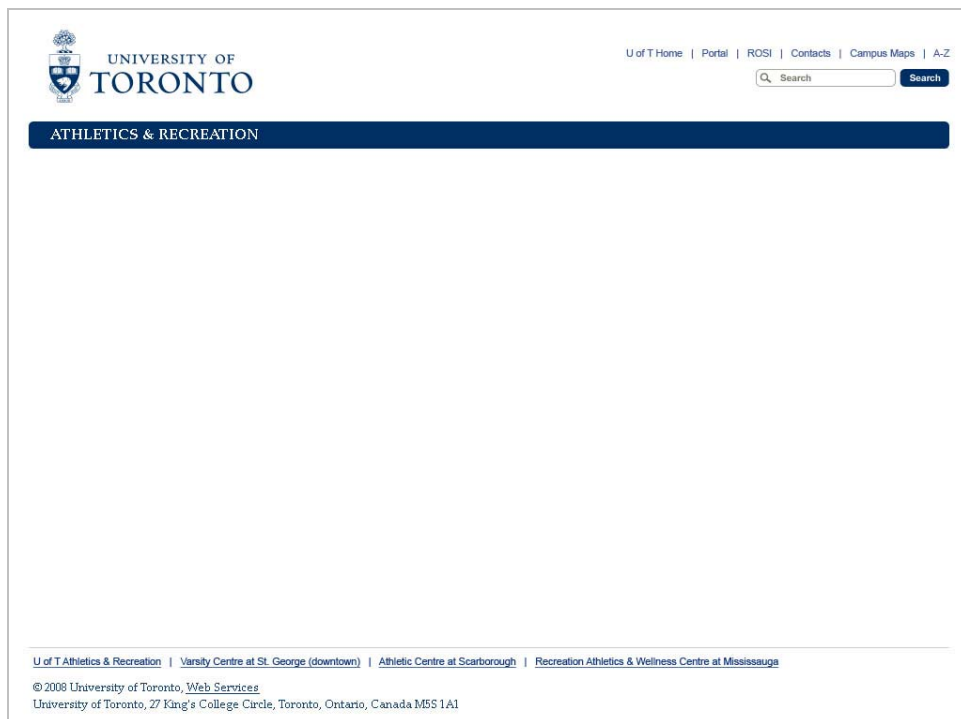 UNIVERSITY OF
TORONTO
U of T Home | Portal | ROSI | Contacts | Campus Maps | A-Z
Search Search
ATHLETICS & RECREATION
U of T Athletics & Recreation | Varsity Centre at St. George (downtown) | Athletic Centre at Scarborough | Recreation Athletics & Wellness Centre at Mississauga
© 2008 University of Toronto, Web Services
University of Toronto, 27 King's College Circle, Toronto, Ontario, Canada M5S 1A1